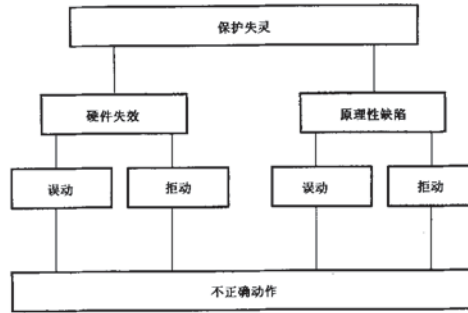 保护失灵
硬件失效
原理性缺陷
误动
拒动
误动
拒动
不正确动作